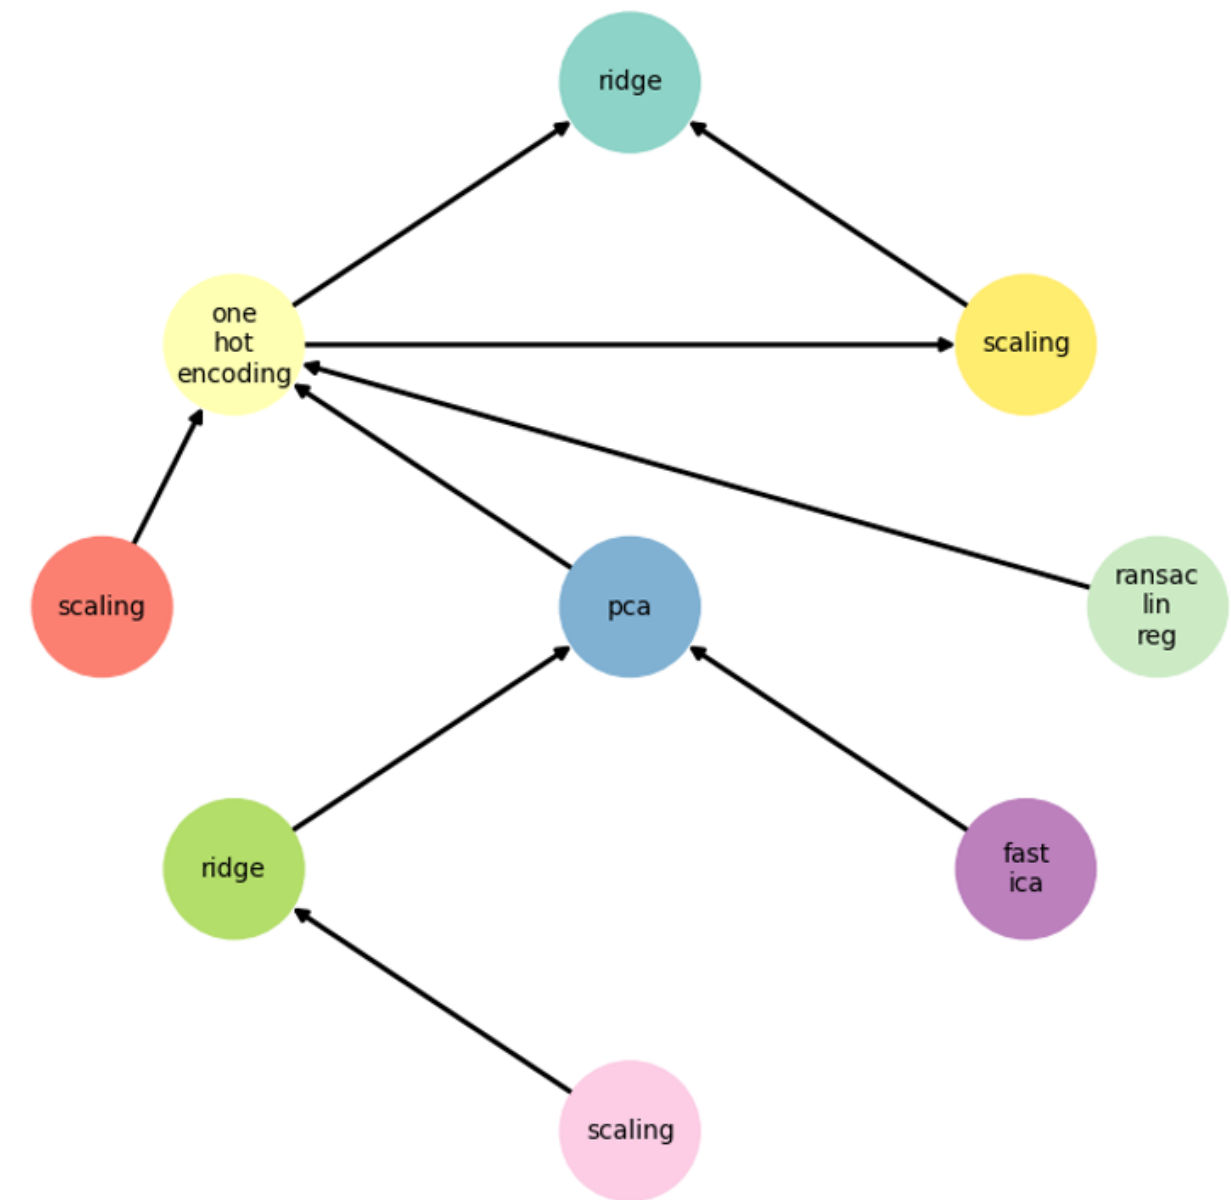 ridge
one
hot
encoding
scaling
scaling
pca
ransac
lin
reg
ridge
fast
ica
scaling